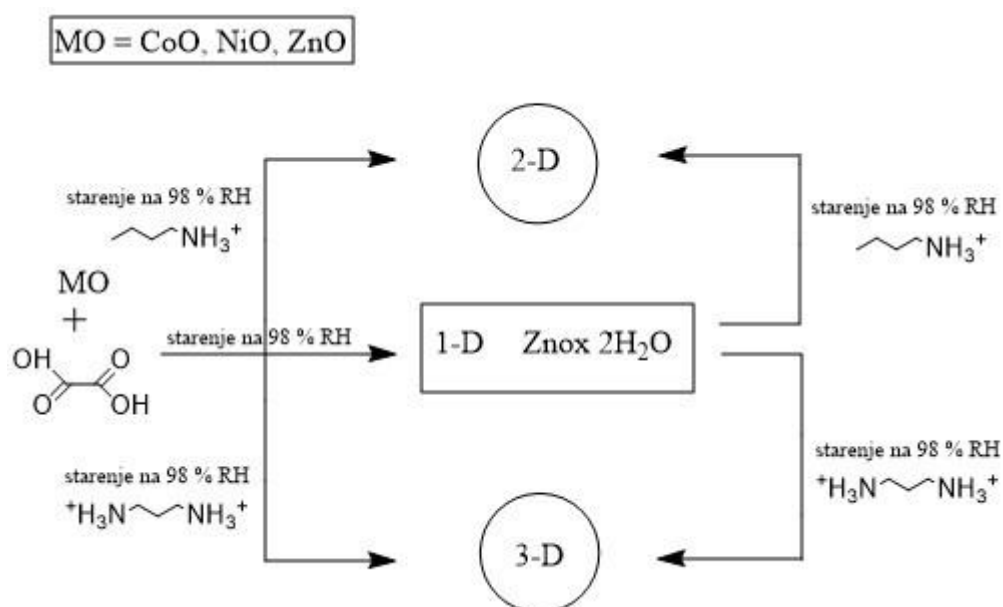 MO = CoO, NiO, ZnO
2-D
starenje na 98 % RH
NH₃⁺
starenje na 98 % RH
NH₃⁺
MO
+
OH
O
O
OH
starenje na 98 % RH
1-D Znox 2H₂O
starenje na 98 % RH
⁺H₃N NH₃⁺
starenje na 98 % RH
⁺H₃N NH₃⁺
3-D